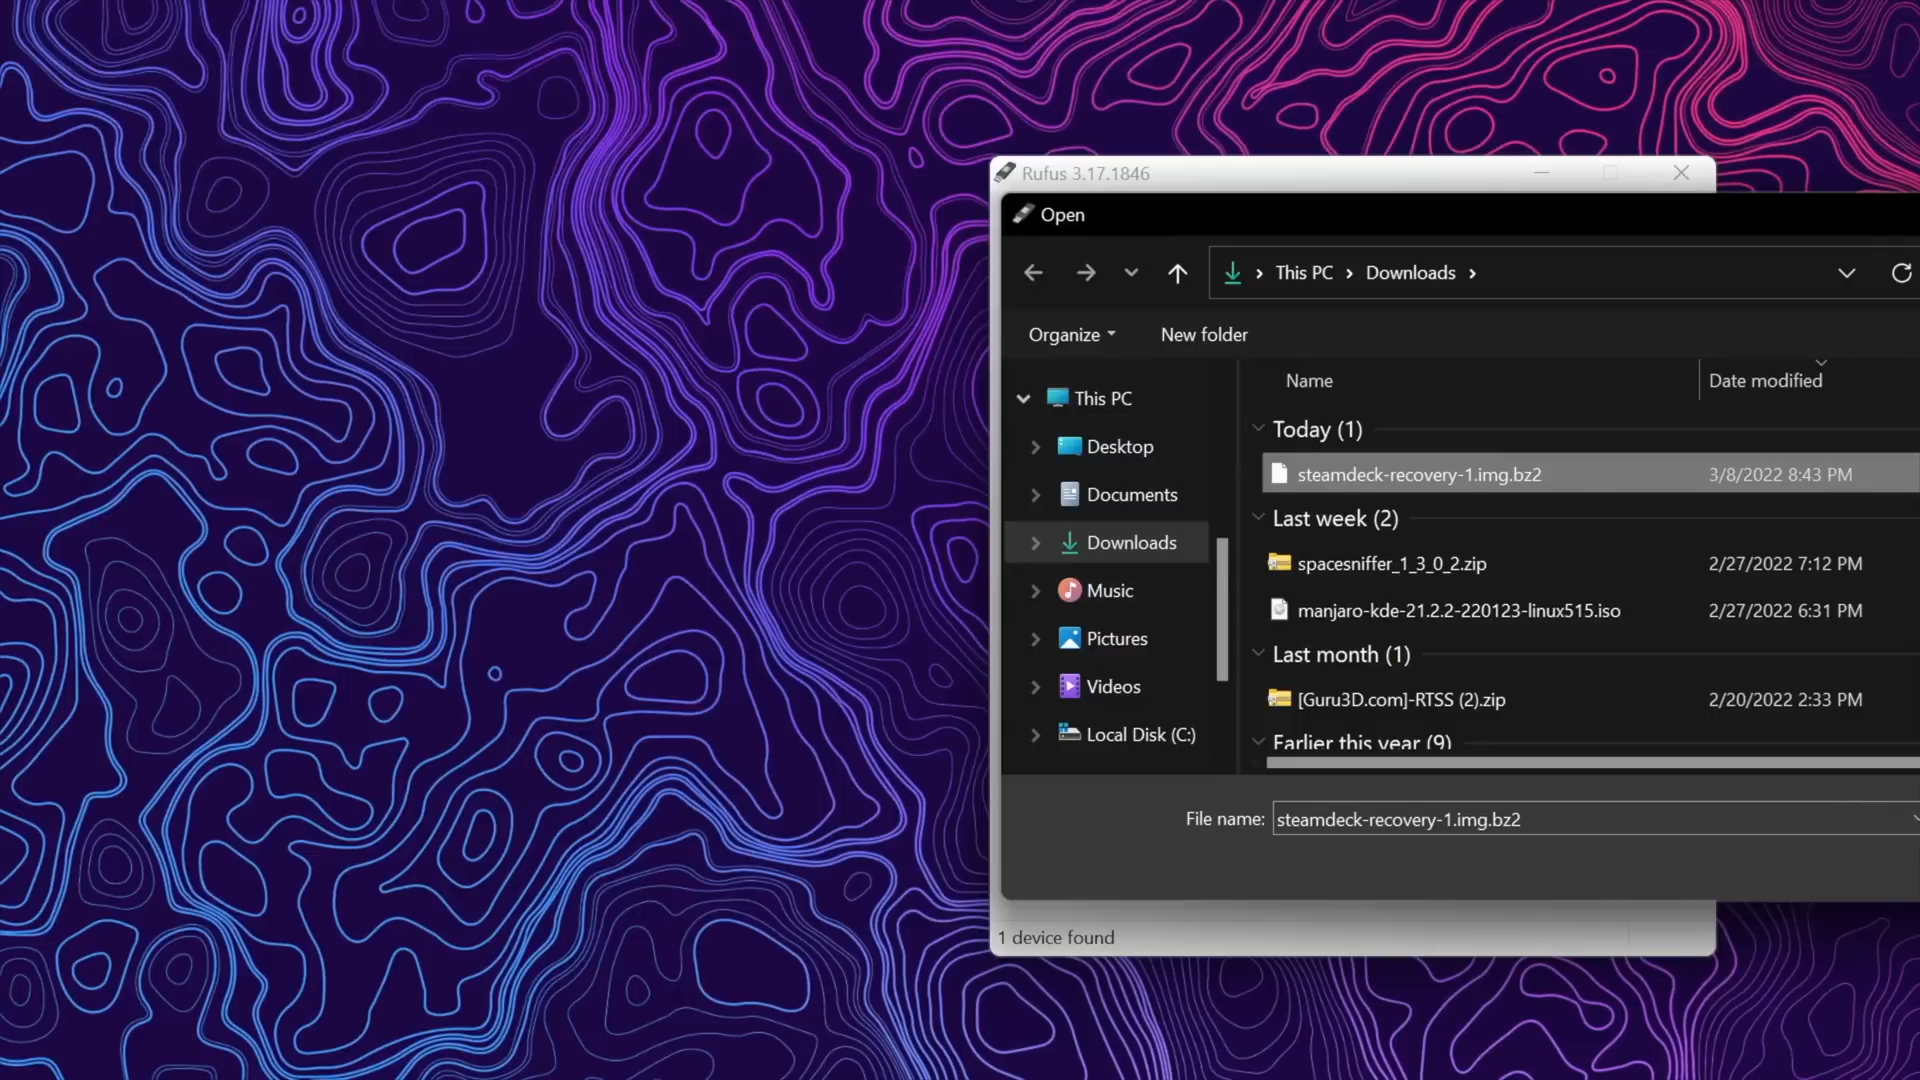 Rufus 3.17.1846
Open
This PC
Downloads
Organize
New folder
Name
Date modified
This PC
Desktop
Documents
Downloads
Music
Pictures
Videos
Local Disk (C:)
Today (1)
steamdeck-recovery-1.img.bz2 3/8/2022 8:43 PM
Last week (2)
spacesniffer_1_3_0_2.zip 2/27/2022 7:12 PM
manjaro-kde-21.2.2-220123-linux515.iso 2/27/2022 6:31 PM
Last month (1)
[Guru3D.com]-RTSS (2).zip 2/20/2022 2:33 PM
Earlier this year (9)
File name: steamdeck-recovery-1.img.bz2
1 device found